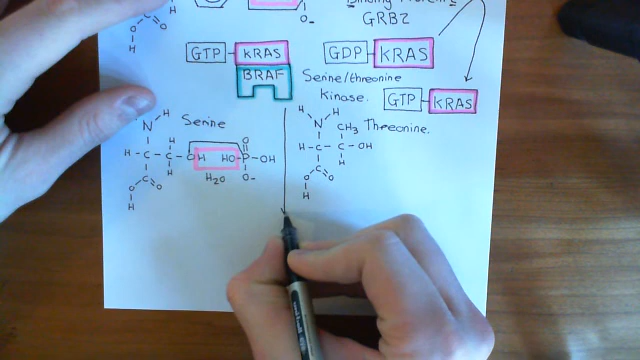 Binding Proteins
GRB2
GTP KRAS GDP KRAS
BRAF Serine/threonine
Kinase. GTP KRAS
Serine Threonine.
H H H CH3
N N
H H H
H - C - C - OH HO - P - OH H - C - C - OH
H H2O O- H
C O C O
O O
H H